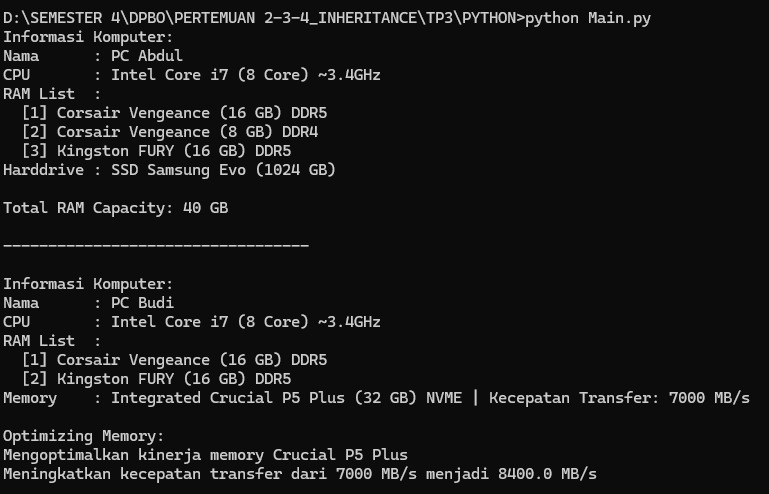 D:\SEMESTER 4\DPBO\PERTEMUAN 2-3-4_INHERITANCE\TP3\PYTHON>python Main.py
Informasi Komputer:
Nama      : PC Abdul
CPU       : Intel Core i7 (8 Core) ~3.4GHz
RAM List  :
  [1] Corsair Vengeance (16 GB) DDR5
  [2] Corsair Vengeance (8 GB) DDR4
  [3] Kingston FURY (16 GB) DDR5
Harddrive : SSD Samsung Evo (1024 GB)
Total RAM Capacity: 40 GB
----------------------------------
Informasi Komputer:
Nama      : PC Budi
CPU       : Intel Core i7 (8 Core) ~3.4GHz
RAM List  :
  [1] Corsair Vengeance (16 GB) DDR5
  [2] Kingston FURY (16 GB) DDR5
Memory    : Integrated Crucial P5 Plus (32 GB) NVME | Kecepatan Transfer: 7000 MB/s
Optimizing Memory:
Mengoptimalkan kinerja memory Crucial P5 Plus
Meningkatkan kecepatan transfer dari 7000 MB/s menjadi 8400.0 MB/s